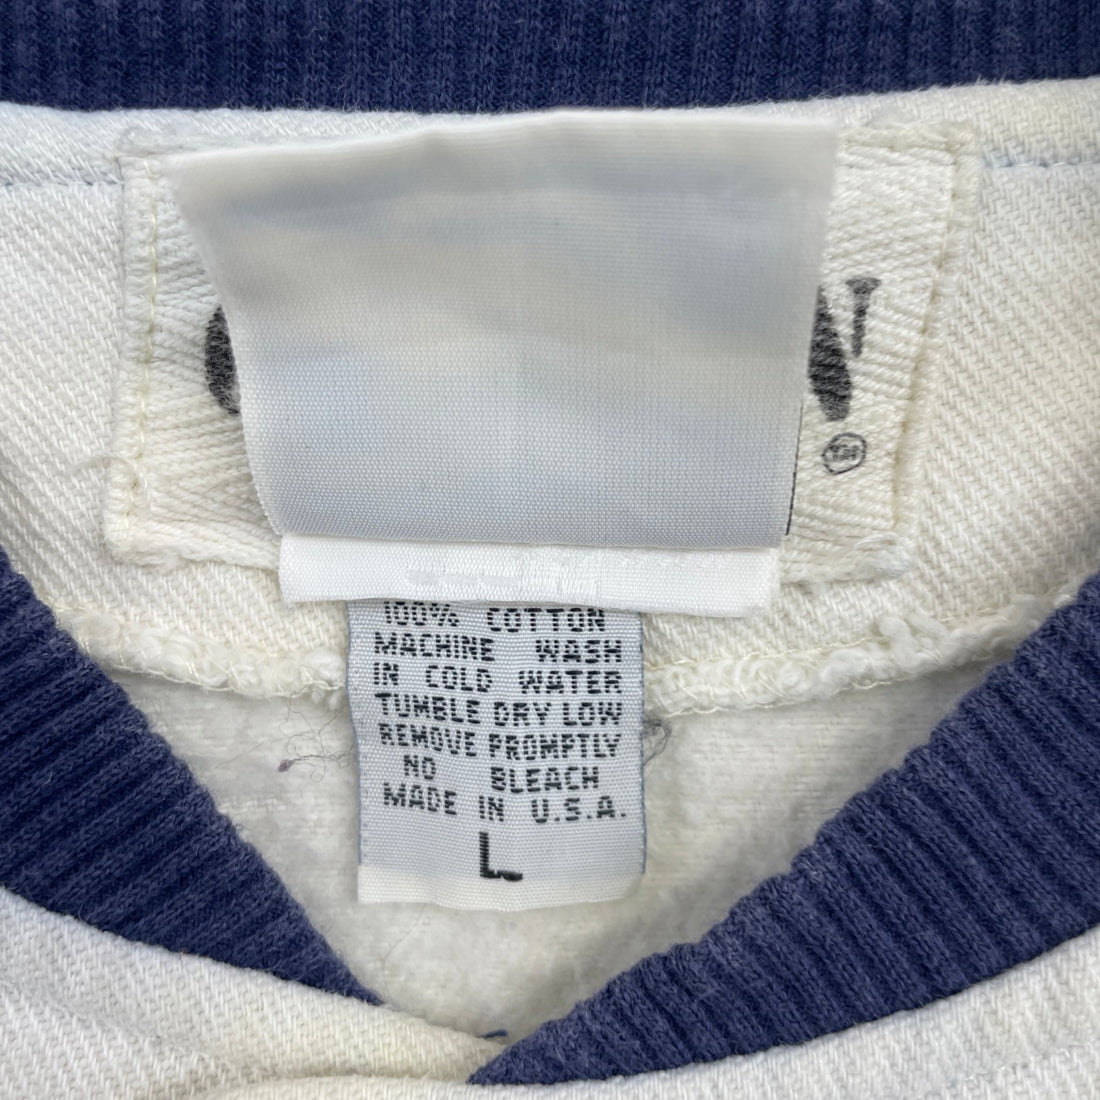 N
100% COTTON
MACHINE WASH
IN COLD WATER
TUMBLE DRY LOW
REMOVE PROMPTLY
NO BLEACH
MADE IN U.S.A.
L